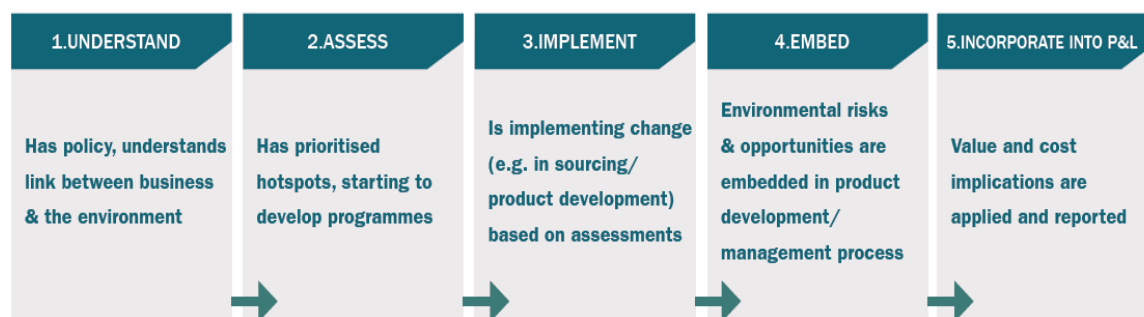 1.UNDERSTAND
Has policy, understands
link between business
& the environment
2.ASSESS
Has prioritised
hotspots, starting to
develop programmes
3.IMPLEMENT
Is implementing change
(e.g. in sourcing/
product development)
based on assessments
4.EMBED
Environmental risks
& opportunities are
embedded in product
development/
management process
5.INCORPORATE INTO P&L
Value and cost
implications are
applied and reported